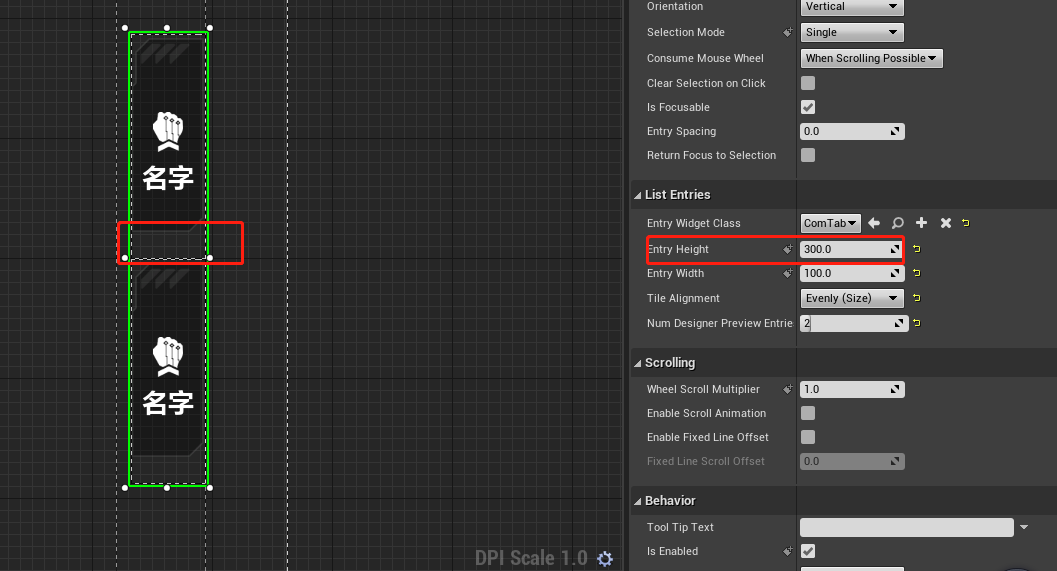 Orientation Vertical
Selection Mode Single
Consume Mouse Wheel When Scrolling Possible
Clear Selection on Click
Is Focusable
Entry Spacing 0.0
Return Focus to Selection
List Entries
Entry Widget Class ComTab
Entry Height 300.0
Entry Width 100.0
Tile Alignment Evenly (Size)
Num Designer Preview Entrie 2
Scrolling
Wheel Scroll Multiplier 1.0
Enable Scroll Animation
Enable Fixed Line Offset
Fixed Line Scroll Offset 0.0
Behavior
Tool Tip Text
Is Enabled
名字
名字
DPI Scale 1.0